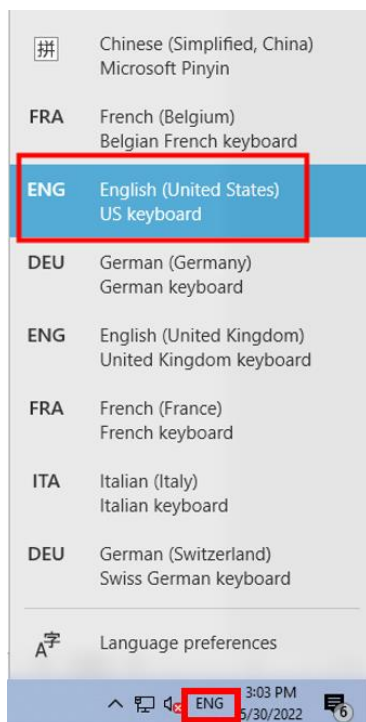 拼 Chinese (Simplified, China)
Microsoft Pinyin
FRA French (Belgium)
Belgian French keyboard
ENG English (United States)
US keyboard
DEU German (Germany)
German keyboard
ENG English (United Kingdom)
United Kingdom keyboard
FRA French (France)
French keyboard
ITA Italian (Italy)
Italian keyboard
DEU German (Switzerland)
Swiss German keyboard
A字 Language preferences
3:03 PM
ENG 5/30/2022 6